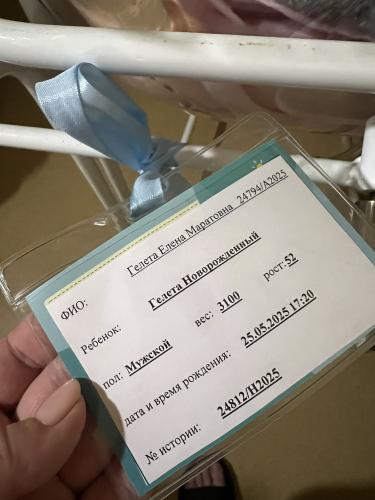 ФИО: Гелета Елена Маратовна 24794/А2025
Ребенок: Гелета Новорожденный
пол: Мужской вес: 3100 рост: 52
дата и время рождения: 25.05.2025 17:20
№ истории: 24812/Н2025